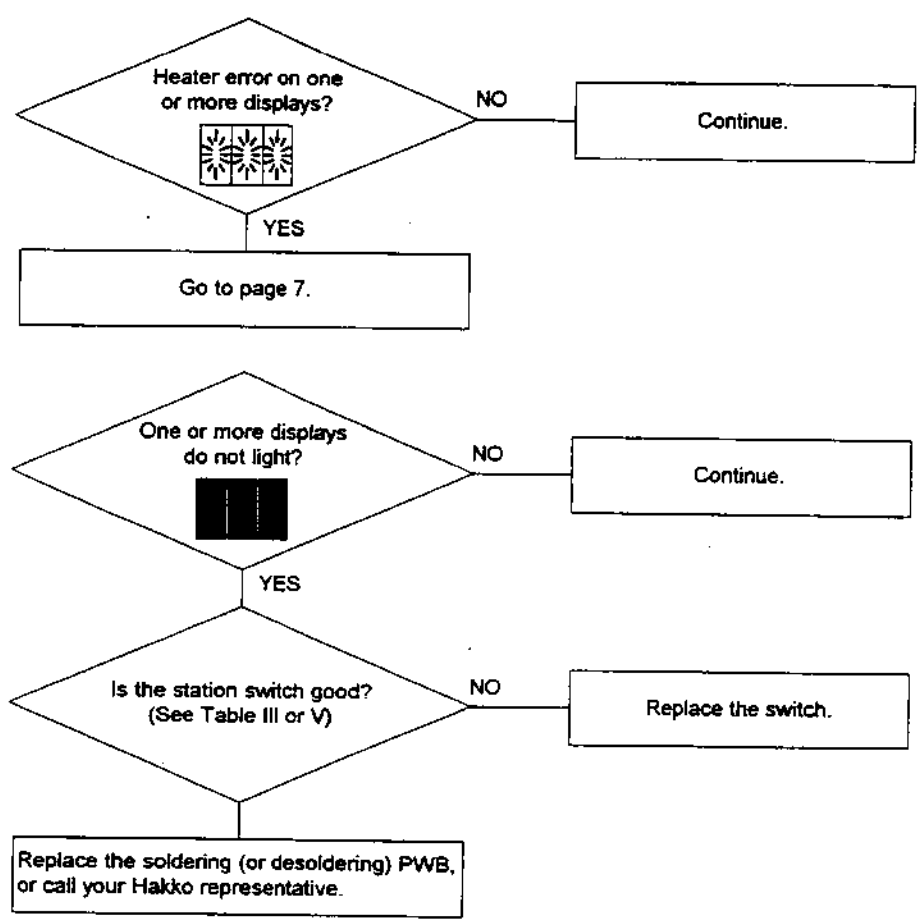 Heater error on one
or more displays?
NO
Continue.
YES
Go to page 7.
One or more displays
do not light?
NO
Continue.
YES
Is the station switch good?
(See Table III or V)
NO
Replace the switch.
Replace the soldering (or desoldering) PWB,
or call your Hakko representative.